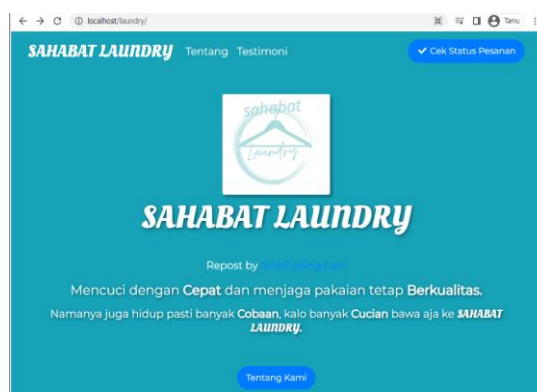 localhost/laundry/
Tamu
SAHABAT LAUNDRY Tentang Testimoni
Cek Status Pesanan
sahabat
Laundry
SAHABAT LAUNDRY
Repost by
Mencuci dengan Cepat dan menjaga pakaian tetap Berkualitas.
Namanya juga hidup pasti banyak Cobaan, kalo banyak Cucian bawa aja ke SAHABAT
LAUNDRY.
Tentang Kami